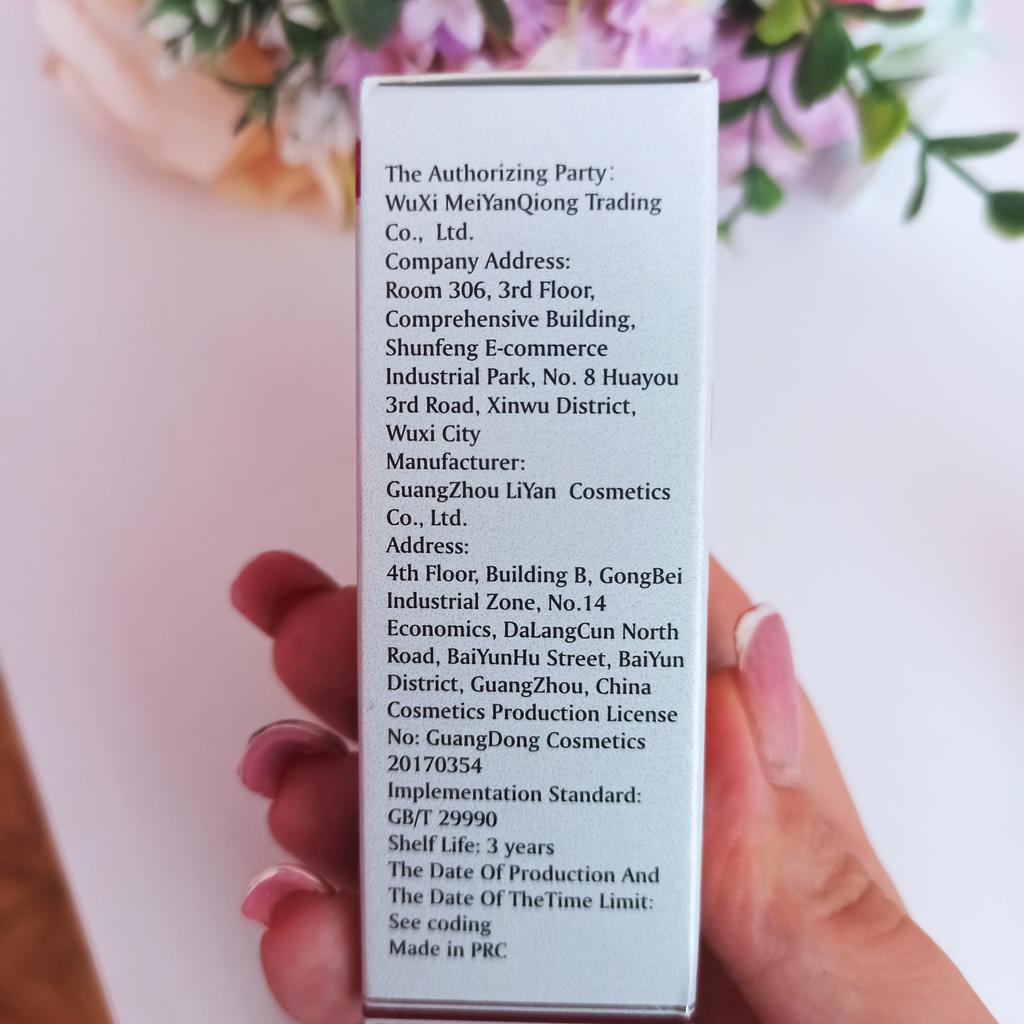 The Authorizing Party:
WuXi MeiYanQiong Trading
Co., Ltd.
Company Address:
Room 306, 3rd Floor,
Comprehensive Building,
Shunfeng E-commerce
Industrial Park, No. 8 Huayou
3rd Road, Xinwu District,
Wuxi City
Manufacturer:
GuangZhou LiYan Cosmetics
Co., Ltd.
Address:
4th Floor, Building B, GongBei
Industrial Zone, No.14
Economics, DaLangCun North
Road, BaiYunHu Street, BaiYun
District, GuangZhou, China
Cosmetics Production License
No: GuangDong Cosmetics
20170354
Implementation Standard:
GB/T 29990
Shelf Life: 3 years
The Date Of Production And
The Date Of TheTime Limit:
See coding
Made in PRC